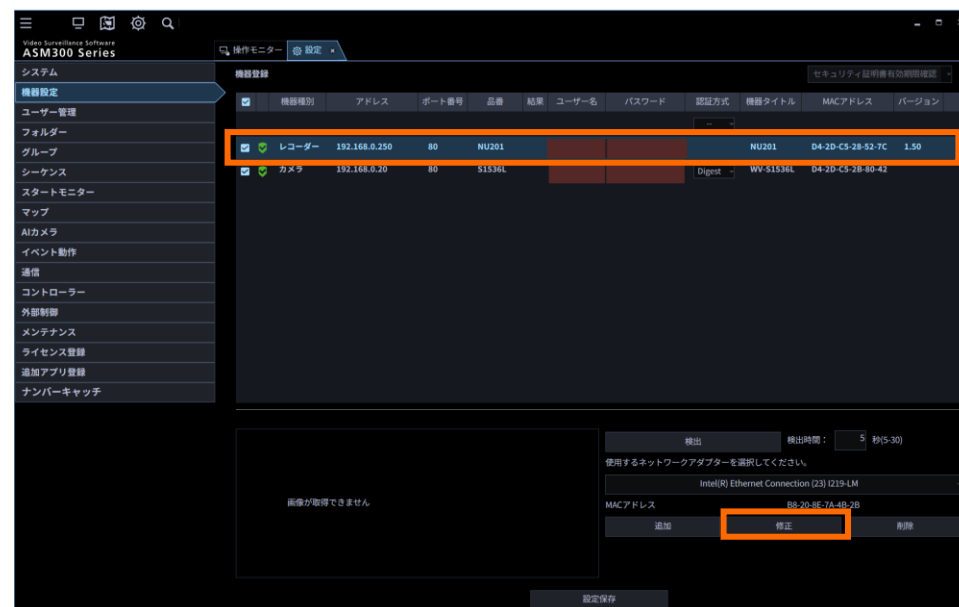 Video Surveillance Software
ASM300 Series
操作モニター 設定 ×
システム
機器設定
ユーザー管理
フォルダー
グループ
シーケンス
スタートモニター
マップ
AIカメラ
イベント動作
通信
コントローラー
外部制御
メンテナンス
ライセンス登録
追加アプリ登録
ナンバーキャッチ
機器登録 セキュリティ証明書有効期限確認
機器種別 アドレス ポート番号 品番 結果 ユーザー名 パスワード 認証方式 機器タイトル MACアドレス バージョン
--
レコーダー 192.168.0.250 80 NU201 NU201 D4-2D-C5-28-52-7C 1.50
カメラ 192.168.0.20 80 S1536L Digest WV-S1536L D4-2D-C5-2B-80-42
画像が取得できません
検出 検出時間： 5 秒(5-30)
使用するネットワークアダプターを選択してください。
Intel(R) Ethernet Connection (23) I219-LM
MACアドレス B8-20-8E-7A-4B-2B
追加 修正 削除
設定保存